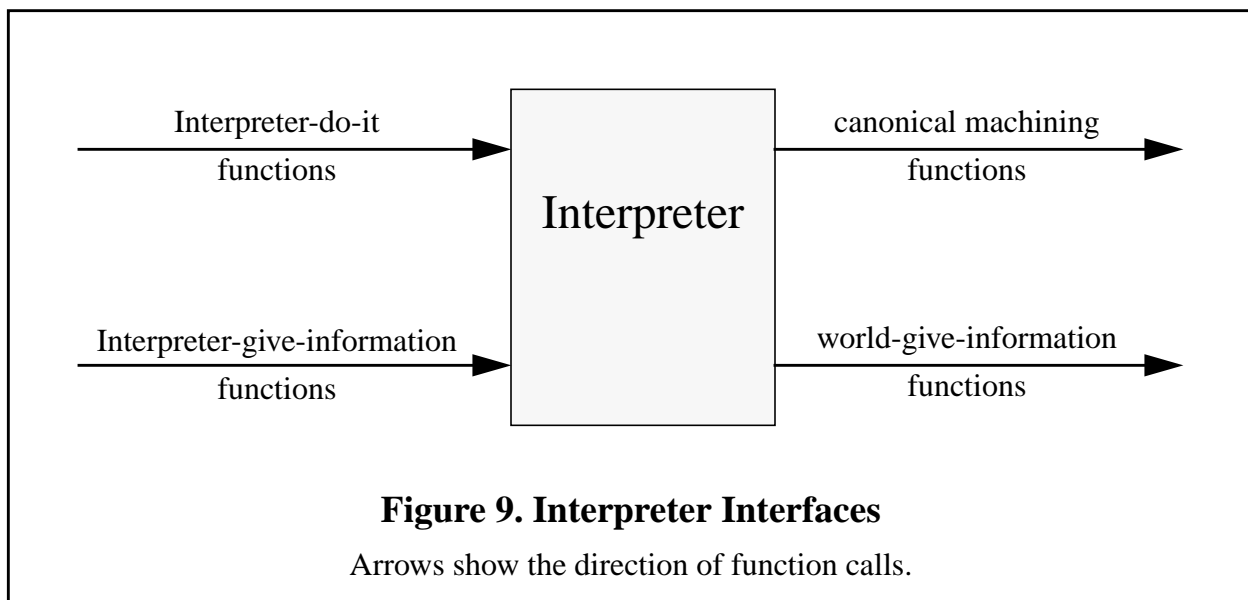 Interpreter-do-it
functions
canonical machining
functions
Interpreter
Interpreter-give-information
functions
world-give-information
functions
Figure 9. Interpreter Interfaces
Arrows show the direction of function calls.